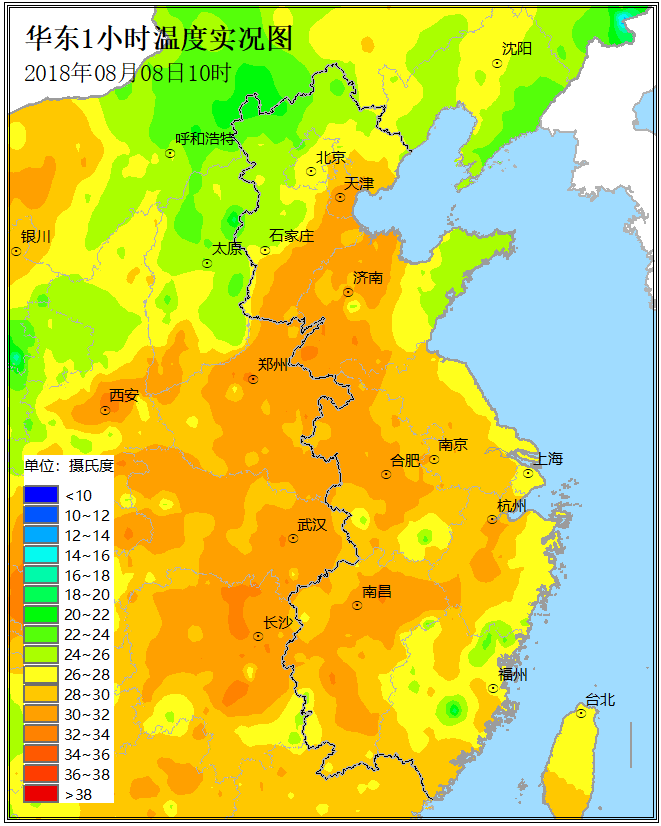 华东1小时温度实况图
2018年08月08日10时
沈阳
呼和浩特
北京
天津
银川
石家庄
太原
济南
郑州
西安
南京
合肥
上海
杭州
武汉
南昌
长沙
福州
台北
单位：摄氏度
<10
10~12
12~14
14~16
16~18
18~20
20~22
22~24
24~26
26~28
28~30
30~32
32~34
34~36
36~38
>38